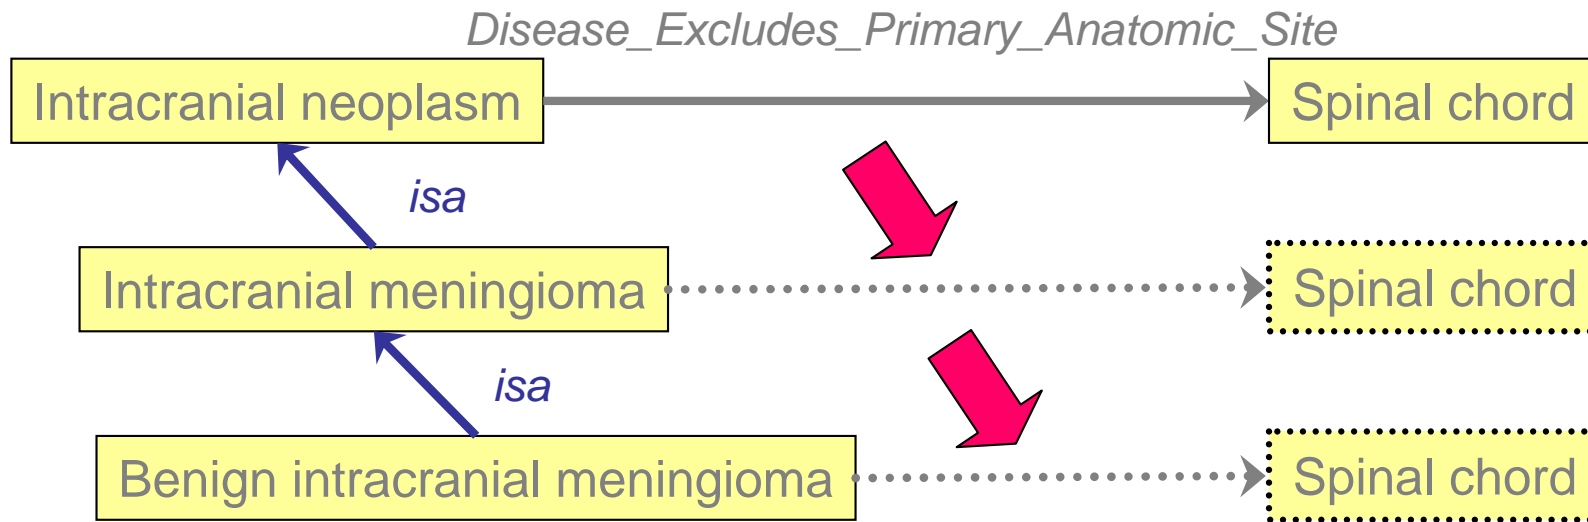 Disease_Excludes_Primary_Anatomic_Site
Intracranial neoplasm
Spinal chord
isa
Intracranial meningioma
Spinal chord
isa
Benign intracranial meningioma
Spinal chord